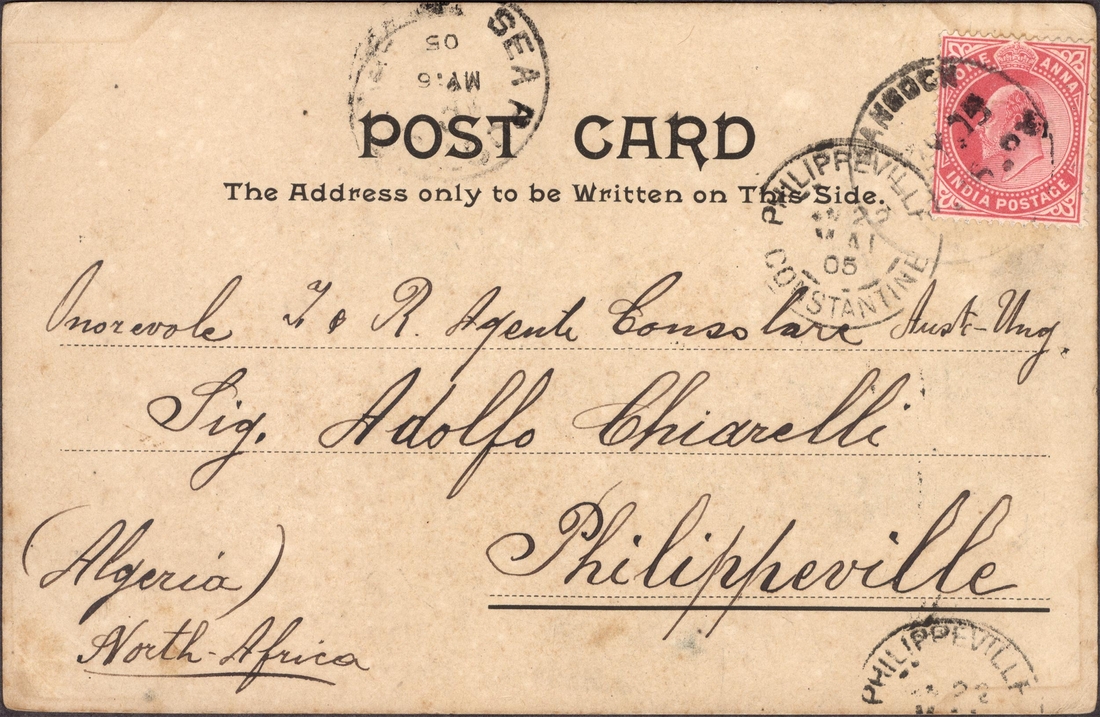 SEA
MY.6
05
POST CARD
The Address only to be Written on This Side.
ONE ANNA
INDIA POSTAGE
PHILIPPEVILLE
MAI
05
CONSTANTINE
Onorevole I & R. Agente Consolare Aust-Ung.
Sig. Adolfo Chiarelli
Philippeville
(Algeria)
North-Africa
PHILIPPEVILLE